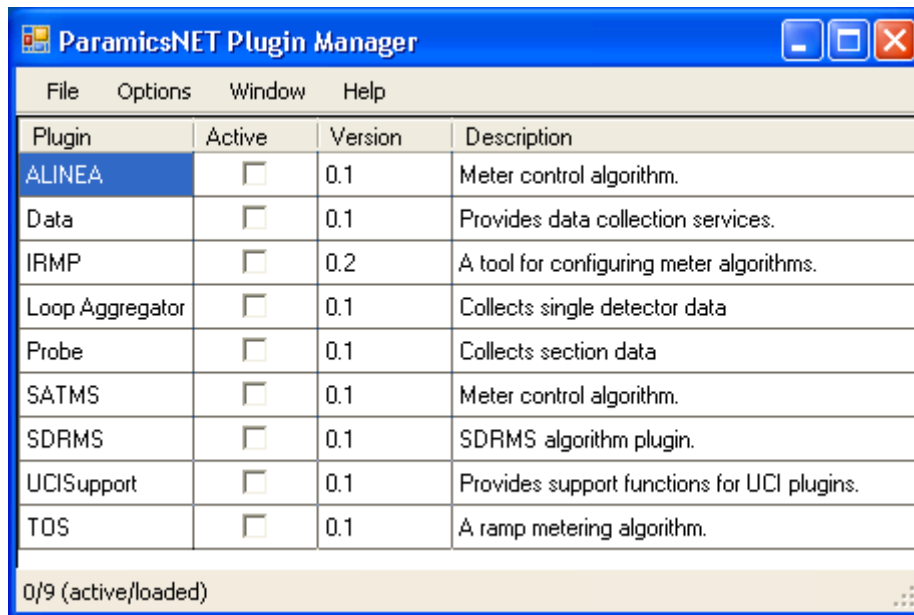 ParamicsNET Plugin Manager
File Options Window Help
Plugin Active Version Description
ALINEA 0.1 Meter control algorithm.
Data 0.1 Provides data collection services.
IRMP 0.2 A tool for configuring meter algorithms.
Loop Aggregator 0.1 Collects single detector data
Probe 0.1 Collects section data
SATMS 0.1 Meter control algorithm.
SDRMS 0.1 SDRMS algorithm plugin.
UCISupport 0.1 Provides support functions for UCI plugins.
TOS 0.1 A ramp metering algorithm.
0/9 (active/loaded)